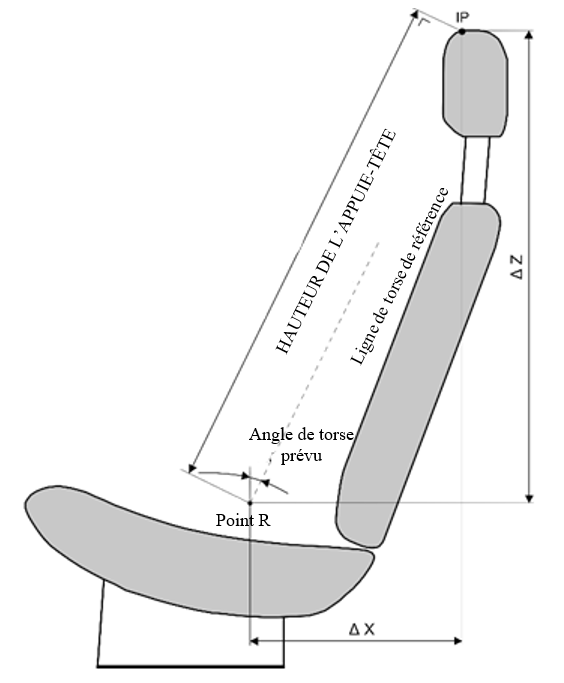 IP
HAUTEUR DE L'APPUIE-TÊTE
Ligne de torse de référence
Δ Z
Angle de torse
prévu
Point R
Δ X